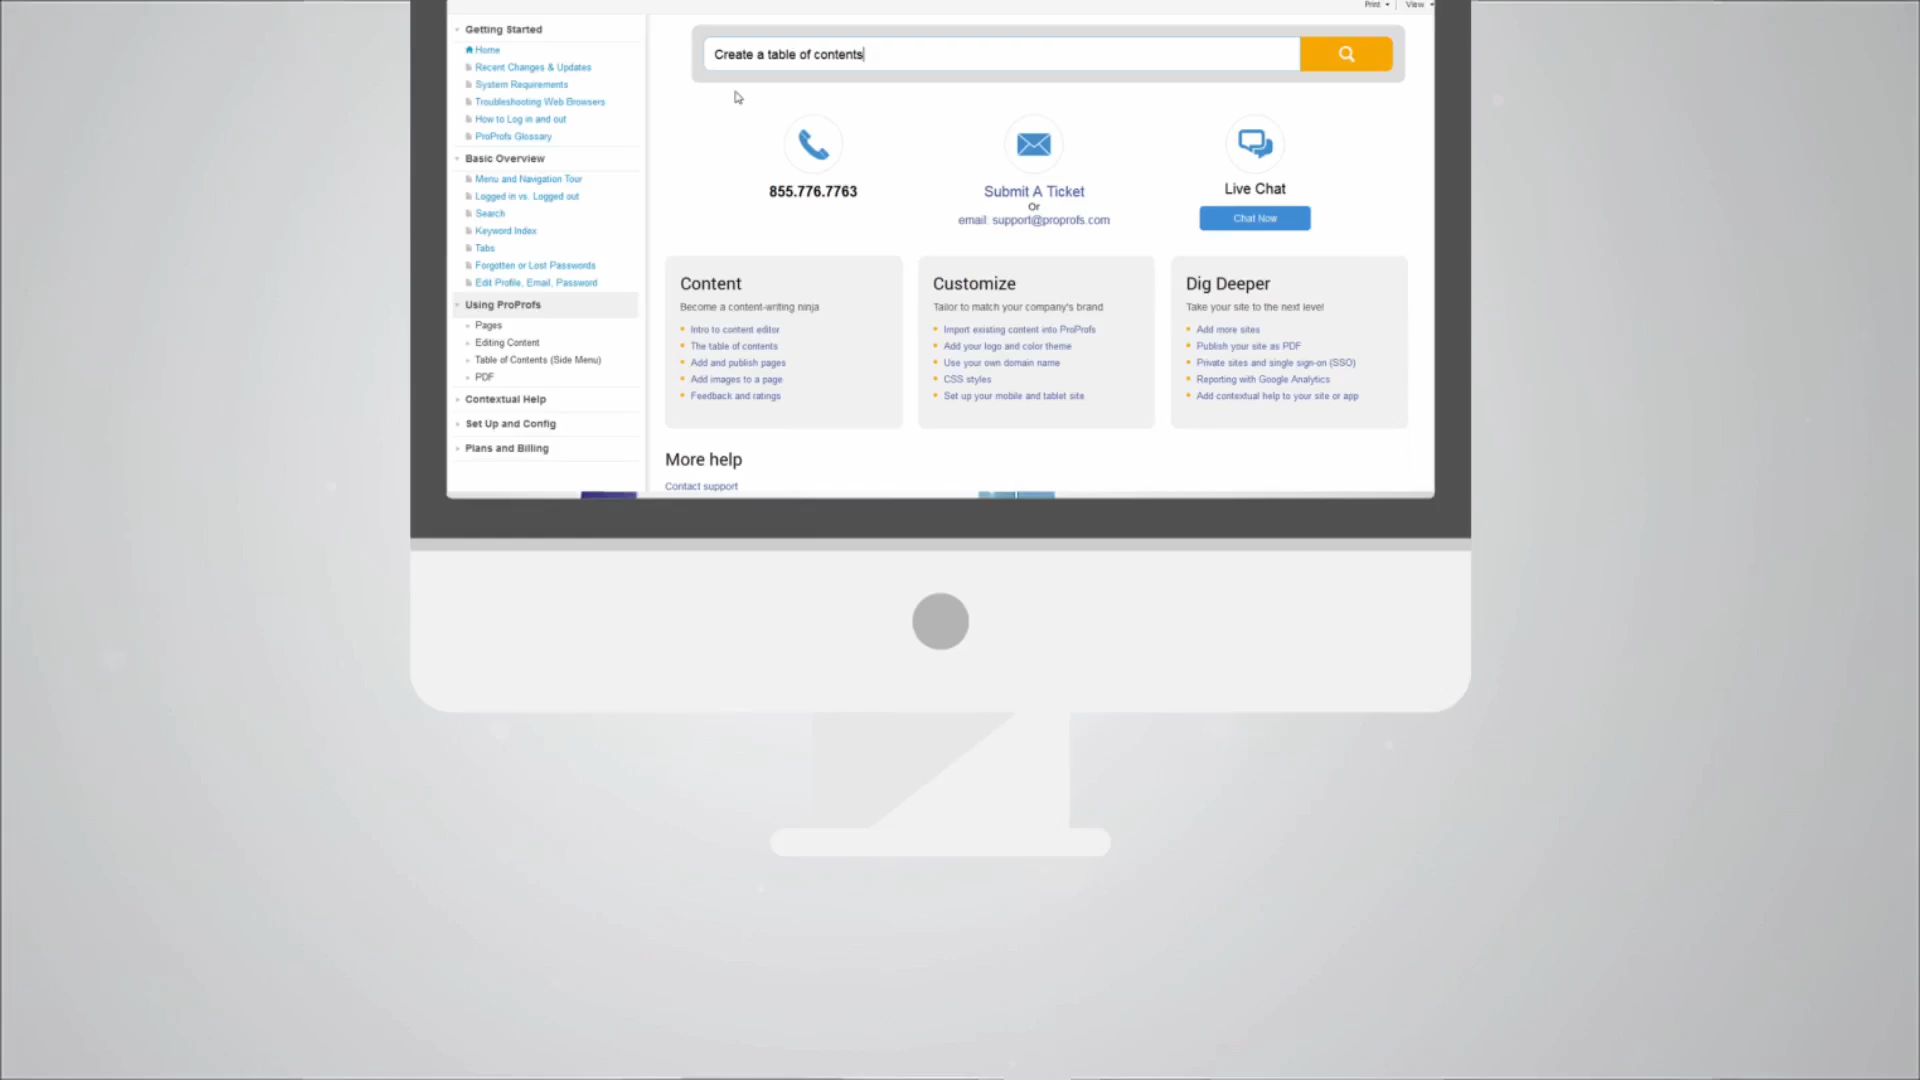 Print
View
Getting Started
Home
Recent Changes & Updates
System Requirements
Troubleshooting Web Browsers
How to Log in and out
ProProfs Glossary
Basic Overview
Menu and Navigation Tour
Logged in vs. Logged out
Search
Keyword Index
Tabs
Forgotten or Lost Passwords
Edit Profile, Email, Password
Using ProProfs
Pages
Editing Content
Table of Contents (Side Menu)
PDF
Contextual Help
Set Up and Config
Plans and Billing
Create a table of contents
855.776.7763
Submit A Ticket
Or
email: support@proprofs.com
Live Chat
Chat Now
Content
Become a content-writing ninja
Intro to content editor
The table of contents
Add and publish pages
Add images to a page
Feedback and ratings
Customize
Tailor to match your company's brand
Import existing content into ProProfs
Add your logo and color theme
Use your own domain name
CSS styles
Set up your mobile and tablet site
Dig Deeper
Take your site to the next level!
Add more sites
Publish your site as PDF
Private sites and single sign-on (SSO)
Reporting with Google Analytics
Add contextual help to your site or app
More help
Contact support